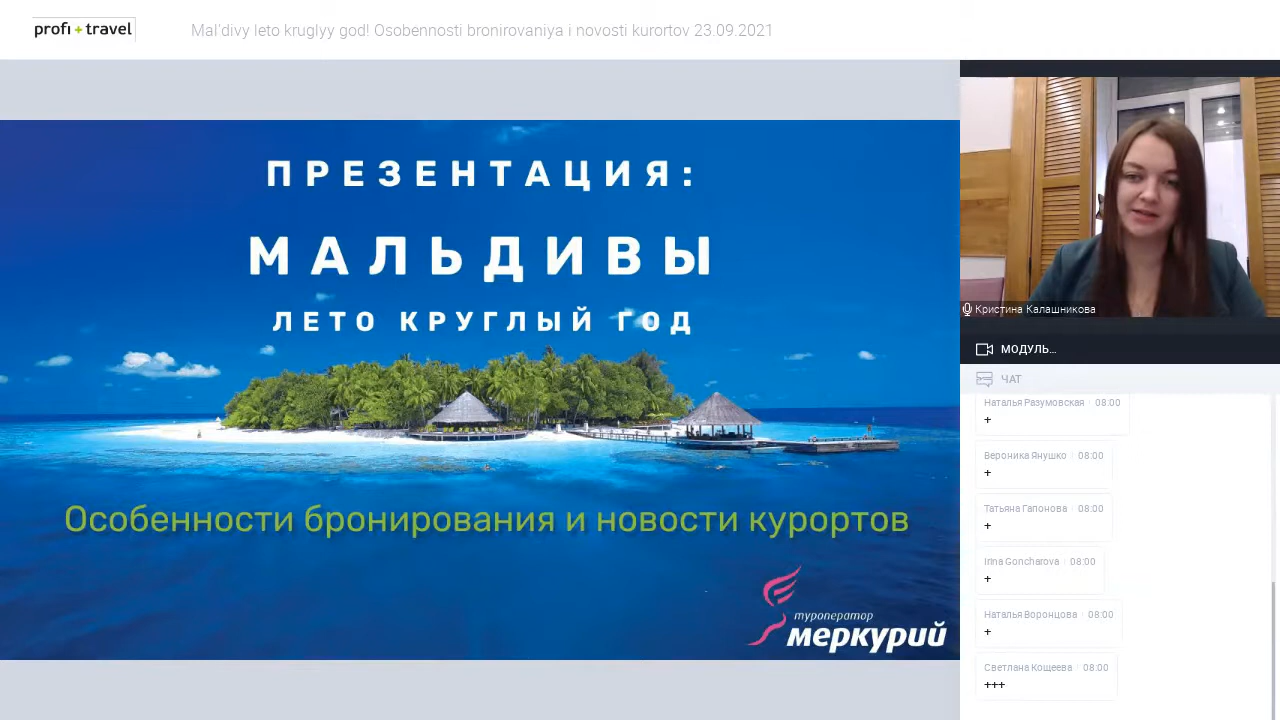 profi + travel
Mal'divy leto kruglyy god! Osobennosti bronirovaniya i novosti kurortov 23.09.2021
ПРЕЗЕНТАЦИЯ:
МАЛЬДИВЫ
ЛЕТО КРУГЛЫЙ ГОД
Особенности бронирования и новости курортов
туроператор
меркурий
Кристина Калашникова
МОДУЛЬ...
ЧАТ
Наталья Разумовская 08:00
+
Вероника Янушко 08:00
+
Татьяна Гапонова 08:00
+
Irina Goncharova 08:00
+
Наталья Воронцова 08:00
+
Светлана Кощеева 08:00
+++